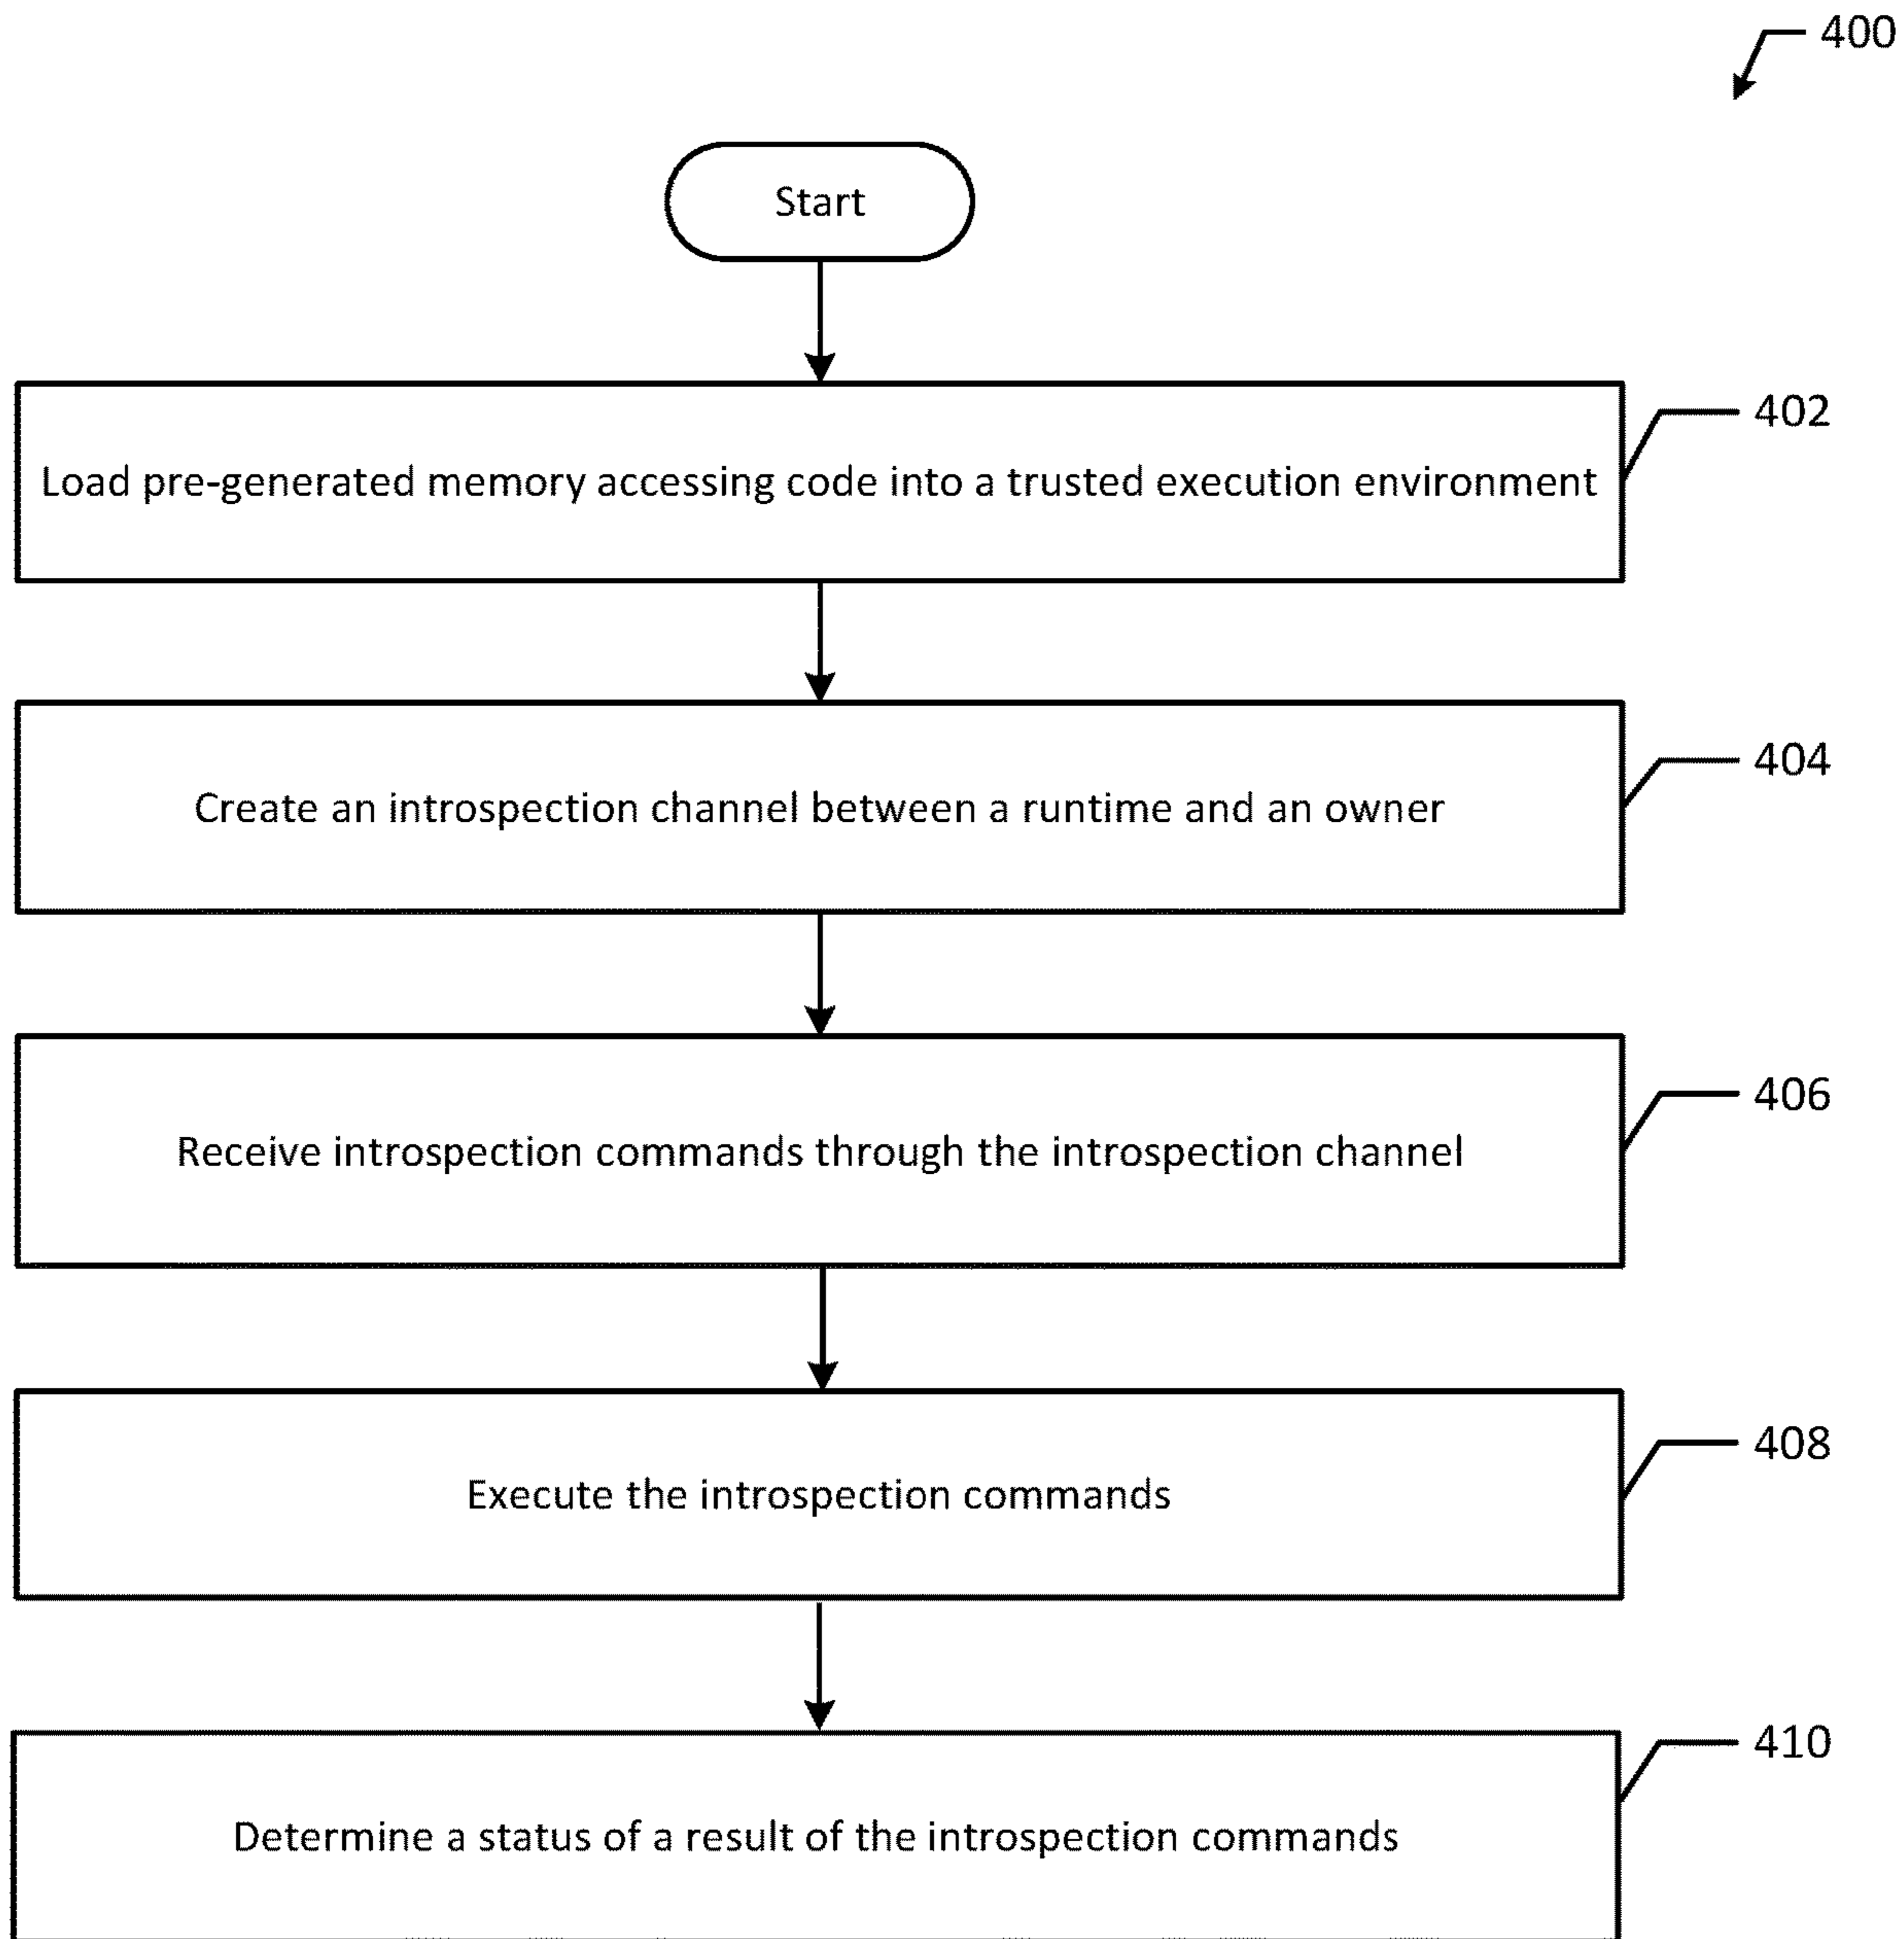 400
Start
402
Load pre-generated memory accessing code into a trusted execution environment
404
Create an introspection channel between a runtime and an owner
406
Receive introspection commands through the introspection channel
408
Execute the introspection commands
410
Determine a status of a result of the introspection commands